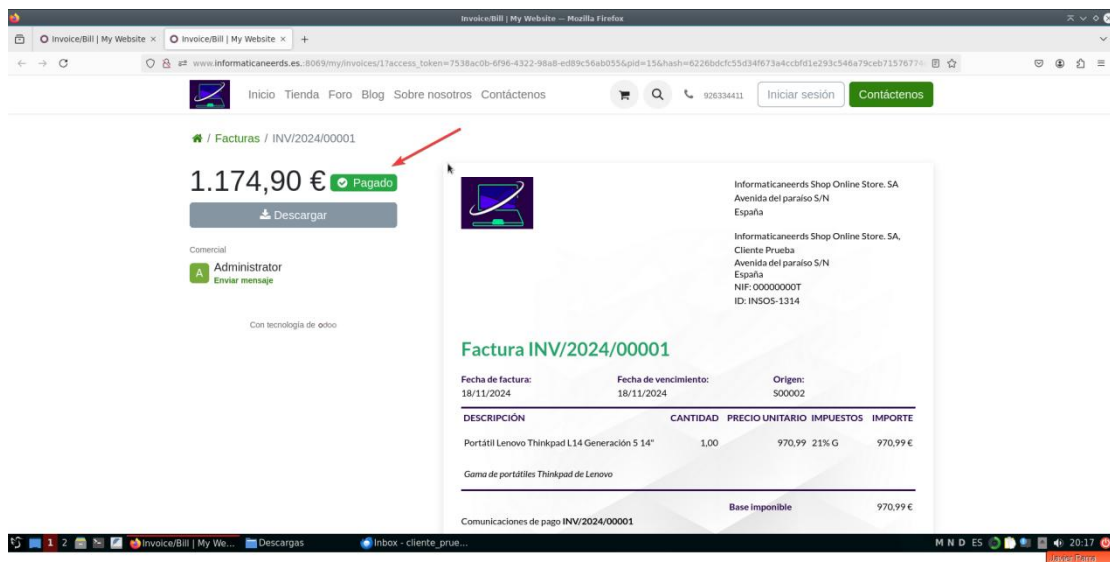 Invoice/Bill | My Website — Mozilla Firefox
Invoice/Bill | My Website × Invoice/Bill | My Website × +
www.informaticaneerds.es.:8069/my/invoices/1?access_token=7538ac0b-6f96-4322-98a8-ed89c56ab055&pid=15&hash=6226bdcfc55d34f673a4ccbfd1e293c546a79ceb7157677
Inicio Tienda Foro Blog Sobre nosotros Contáctenos 926334411 Iniciar sesión Contáctenos
/ Facturas / INV/2024/00001
1.174,90 € Pagado
Descargar
Comercial
A Administrator
Enviar mensaje
Con tecnología de odoo
Informaticaneerds Shop Online Store. SA
Avenida del paraíso S/N
España
Informaticaneerds Shop Online Store. SA,
Cliente Prueba
Avenida del paraíso S/N
España
NIF: 00000000T
ID: INSOS-1314
Factura INV/2024/00001
Fecha de factura: Fecha de vencimiento: Origen:
18/11/2024 18/11/2024 S00002
DESCRIPCIÓN CANTIDAD PRECIO UNITARIO IMPUESTOS IMPORTE
Portátil Lenovo Thinkpad L14 Generación 5 14" 1,00 970,99 21% G 970,99 €
Gama de portátiles Thinkpad de Lenovo
Base imponible 970,99 €
Comunicaciones de pago INV/2024/00001
1 2 Invoice/Bill | My We... Descargas Inbox - cliente_prue... M N D ES 20:17